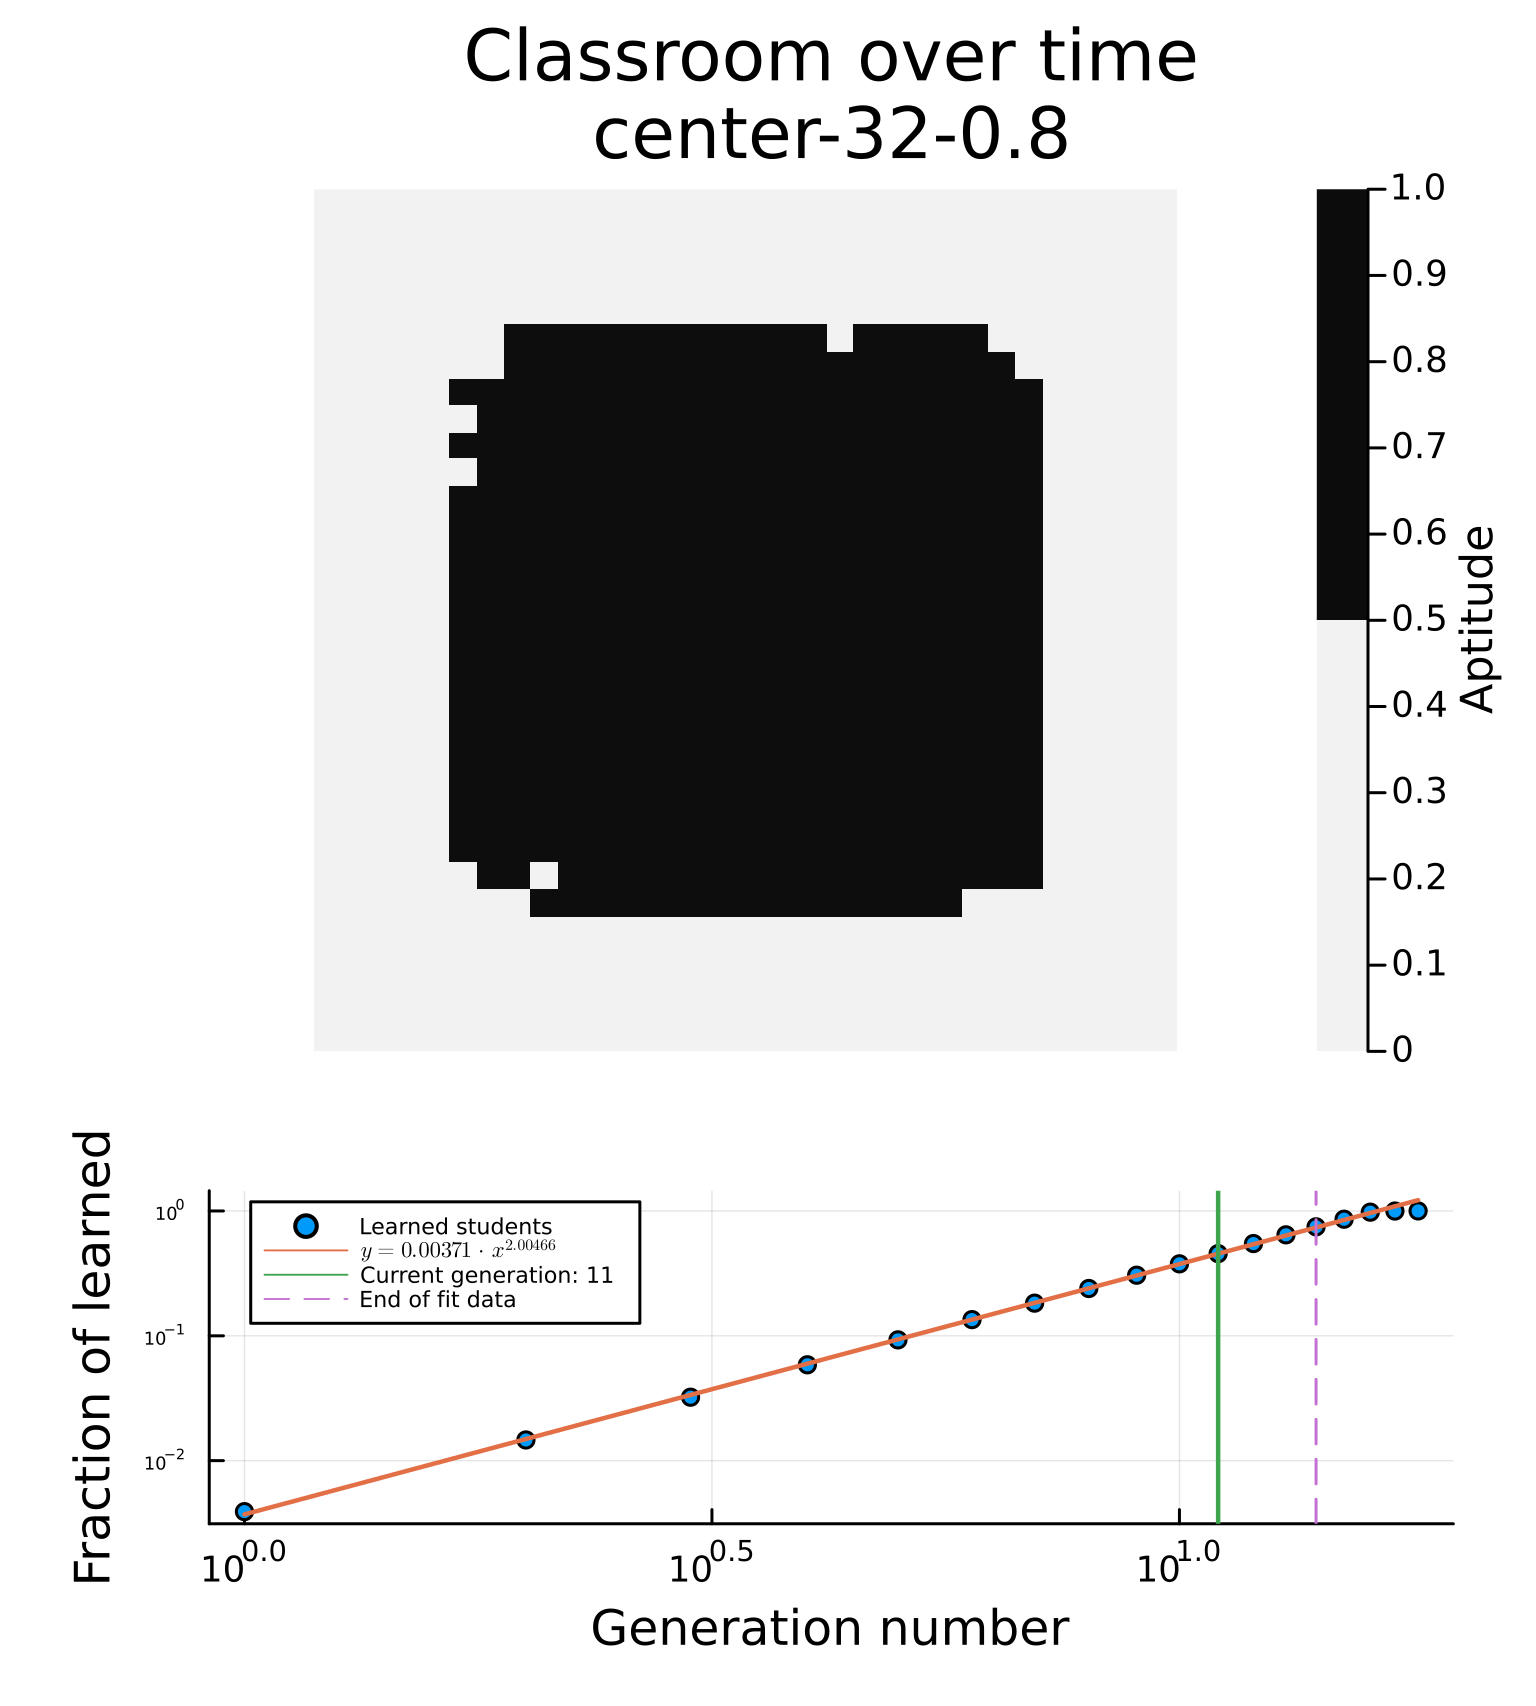 Classroom over time
center-32-0.8
1.0
0.9
0.8
0.7
0.6
0.5
0.4
0.3
0.2
0.1
0
Aptitude
Fraction of learned
10⁰
10⁻¹
10⁻²
Learned students
y = 0.00371 · x^2.00466
Current generation: 11
End of fit data
10^0.0
10^0.5
10^1.0
Generation number